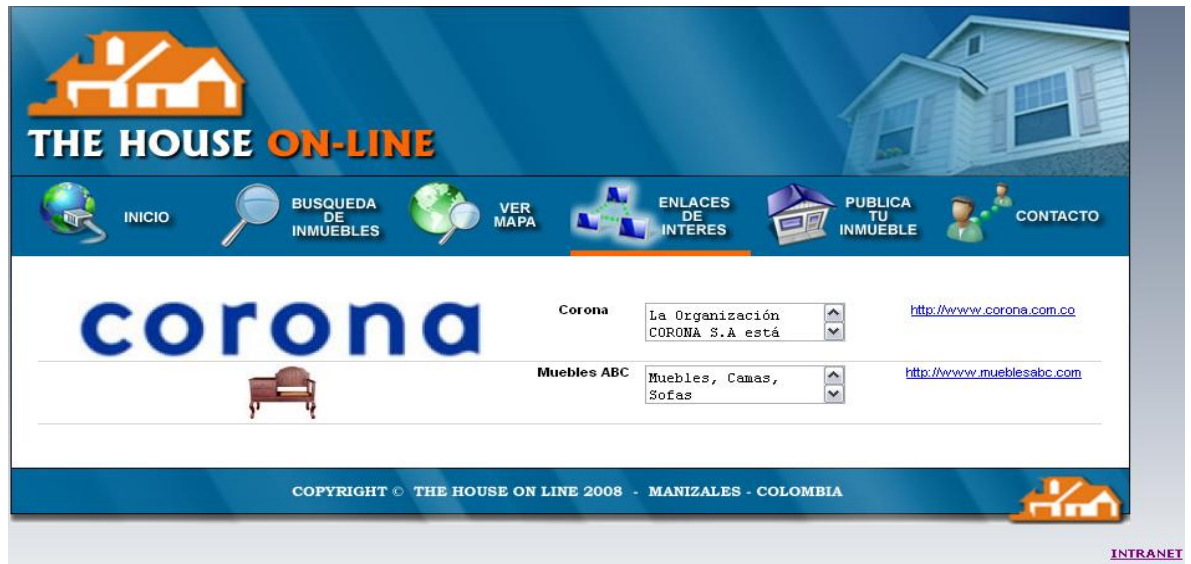 THE HOUSE ON-LINE
INICIO
BUSQUEDA
DE
INMUEBLES
VER
MAPA
ENLACES
DE
INTERES
PUBLICA
TU
INMUEBLE
CONTACTO
corona
Corona
La Organización
CORONA S.A está
http://www.corona.com.co
Muebles ABC
Muebles, Camas,
Sofas
http://www.mueblesabc.com
COPYRIGHT © THE HOUSE ON LINE 2008 - MANIZALES - COLOMBIA
INTRANET